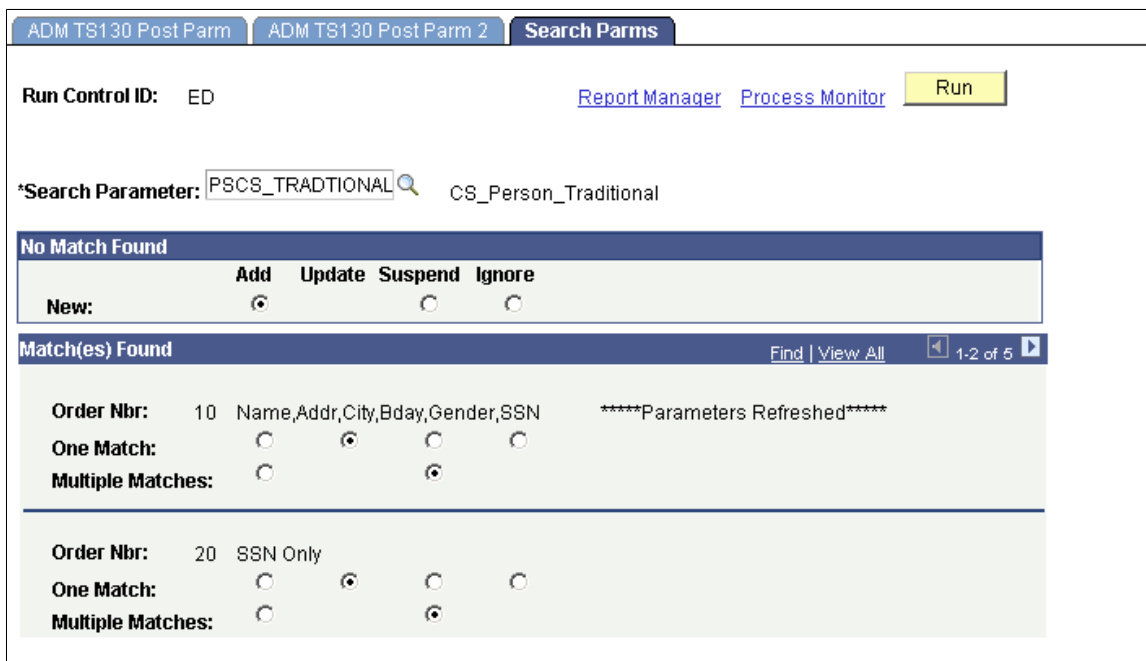 ADM TS130 Post Parm ADM TS130 Post Parm 2 Search Parms
Run Control ID: ED Report Manager Process Monitor Run
*Search Parameter: PSCS_TRADTIONAL CS_Person_Traditional
No Match Found
Add Update Suspend Ignore
New:
Match(es) Found Find | View All 1-2 of 5
Order Nbr: 10 Name,Addr,City,Bday,Gender,SSN *****Parameters Refreshed*****
One Match:
Multiple Matches:
Order Nbr: 20 SSN Only
One Match:
Multiple Matches: